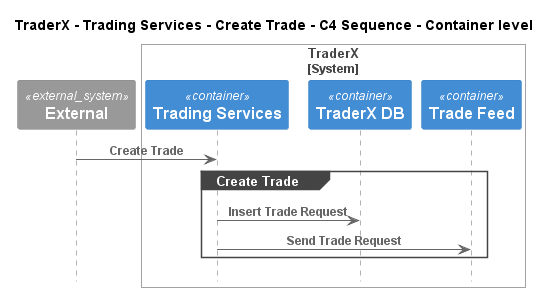 TraderX - Trading Services - Create Trade - C4 Sequence - Container level
TraderX
[System]
«external_system»
External
«container»
Trading Services
«container»
TraderX DB
«container»
Trade Feed
Create Trade
Create Trade
Insert Trade Request
Send Trade Request